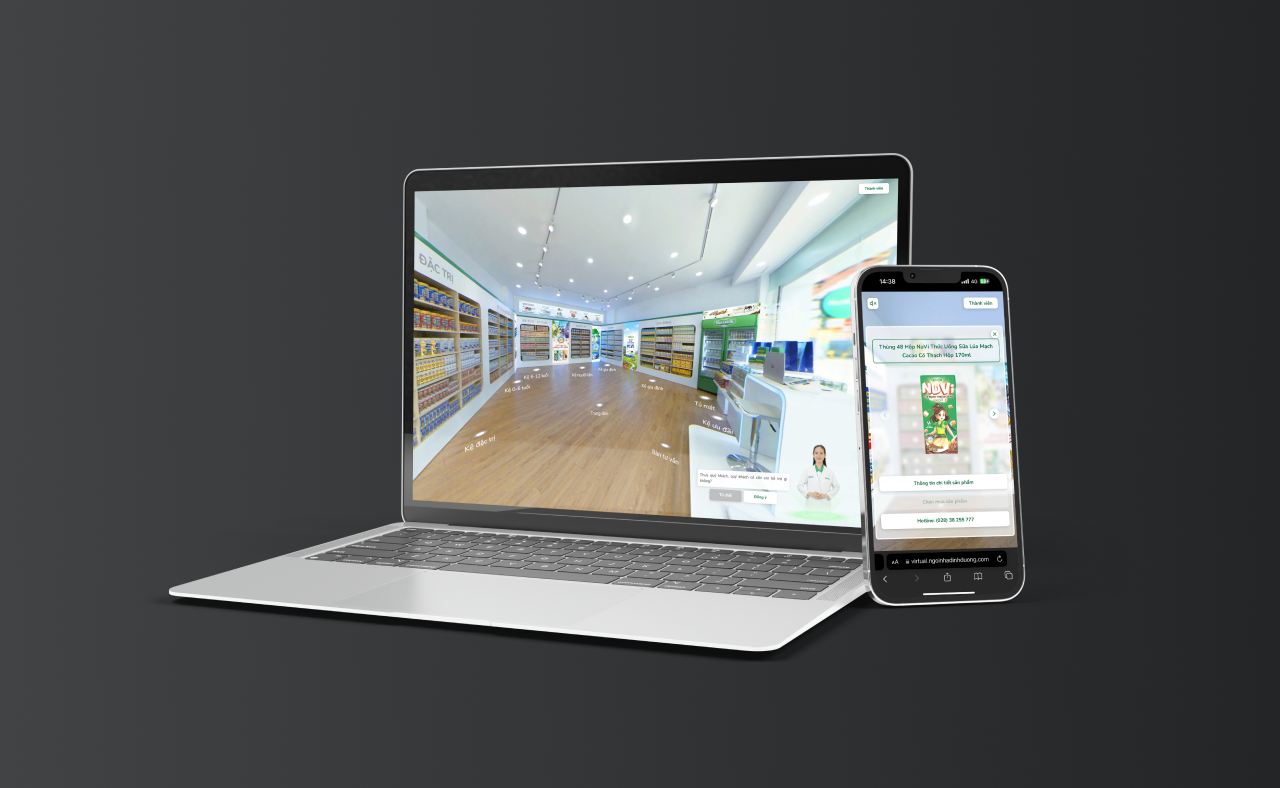 Thành viên
ĐẶC TRỊ
Kệ 6-12 tuổi
Kệ 0-6 tuổi
Kệ người lớn
Kệ gia đình
Kệ gia đình
Trung tâm
Tủ mát
Kệ ưu đãi
Kệ đặc trị
Bàn tư vấn
Thưa quý khách, quý khách có cần em hỗ trợ gì
không?
Từ chối
Đồng ý
14:38
4G
Thành viên
Thùng 48 Hộp NuVi Thức Uống Sữa Lúa Mạch
Cacao Có Thạch Hộp 170ml
NUVi
Thông tin chi tiết sản phẩm
Chọn mua sản phẩm
Hotline: (028) 38 255 777
AA
virtual.ngoinhadinhduong.com